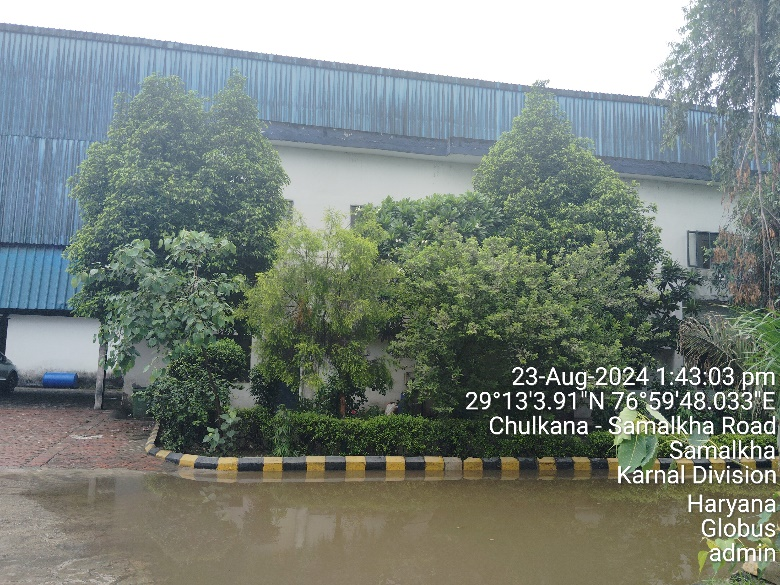 23-Aug-2024 1:43:03 pm
29°13'3.91"N 76°59'48.033"E
Chulkana - Samalkha Road
Samalkha
Karnal Division
Haryana
Globus
admin